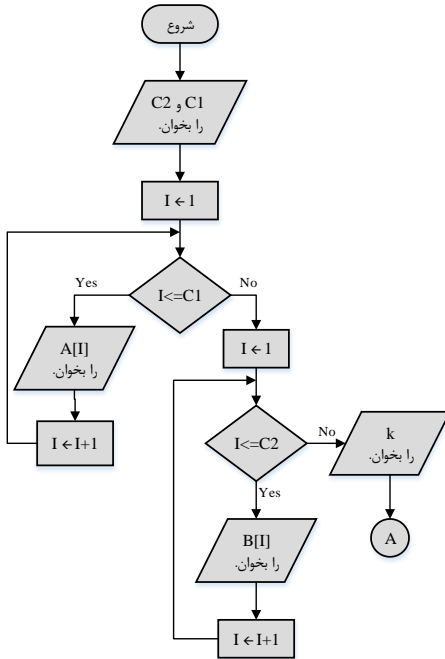 شروع
C1 و C2
را بخوان.
I ← 1
I<=C1
Yes
No
A[I]
را بخوان.
I ← I+1
I ← 1
I<=C2
No
k
را بخوان.
A
Yes
B[I]
را بخوان.
I ← I+1